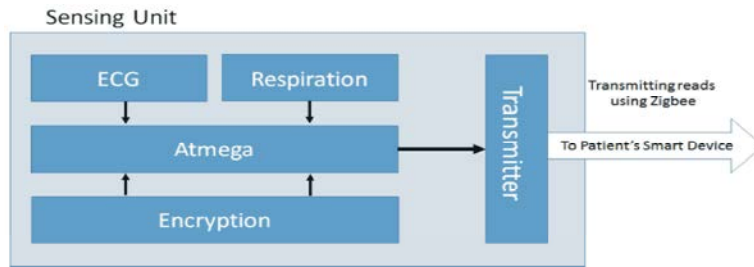 Sensing Unit
ECG
Respiration
Atmega
Encryption
Transmitter
Transmitting reads
using Zigbee
To Patient's Smart Device